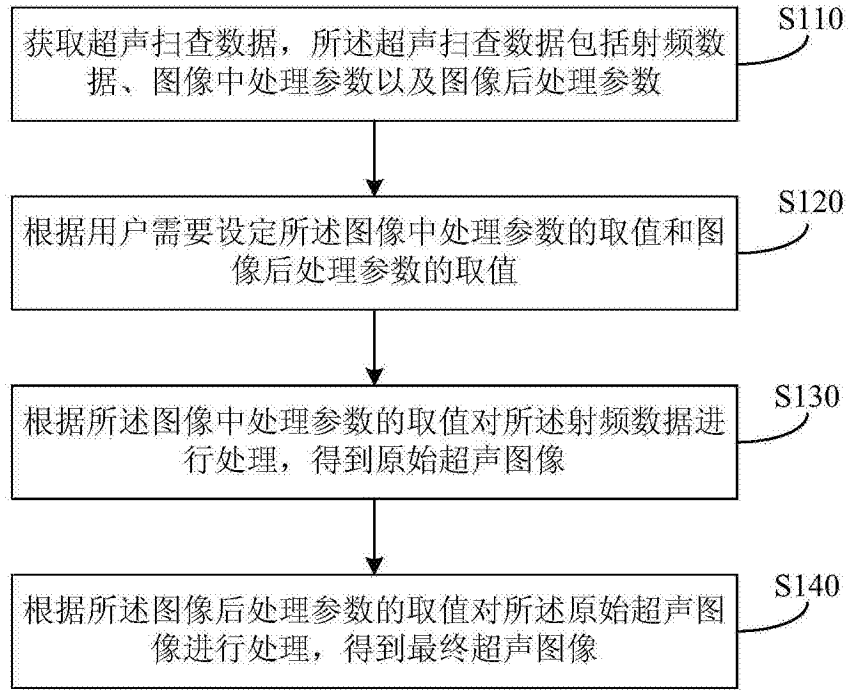 S110
获取超声扫查数据，所述超声扫查数据包括射频数
据、图像中处理参数以及图像后处理参数
S120
根据用户需要设定所述图像中处理参数的取值和图
像后处理参数的取值
S130
根据所述图像中处理参数的取值对所述射频数据进
行处理，得到原始超声图像
S140
根据所述图像后处理参数的取值对所述原始超声图
像进行处理，得到最终超声图像